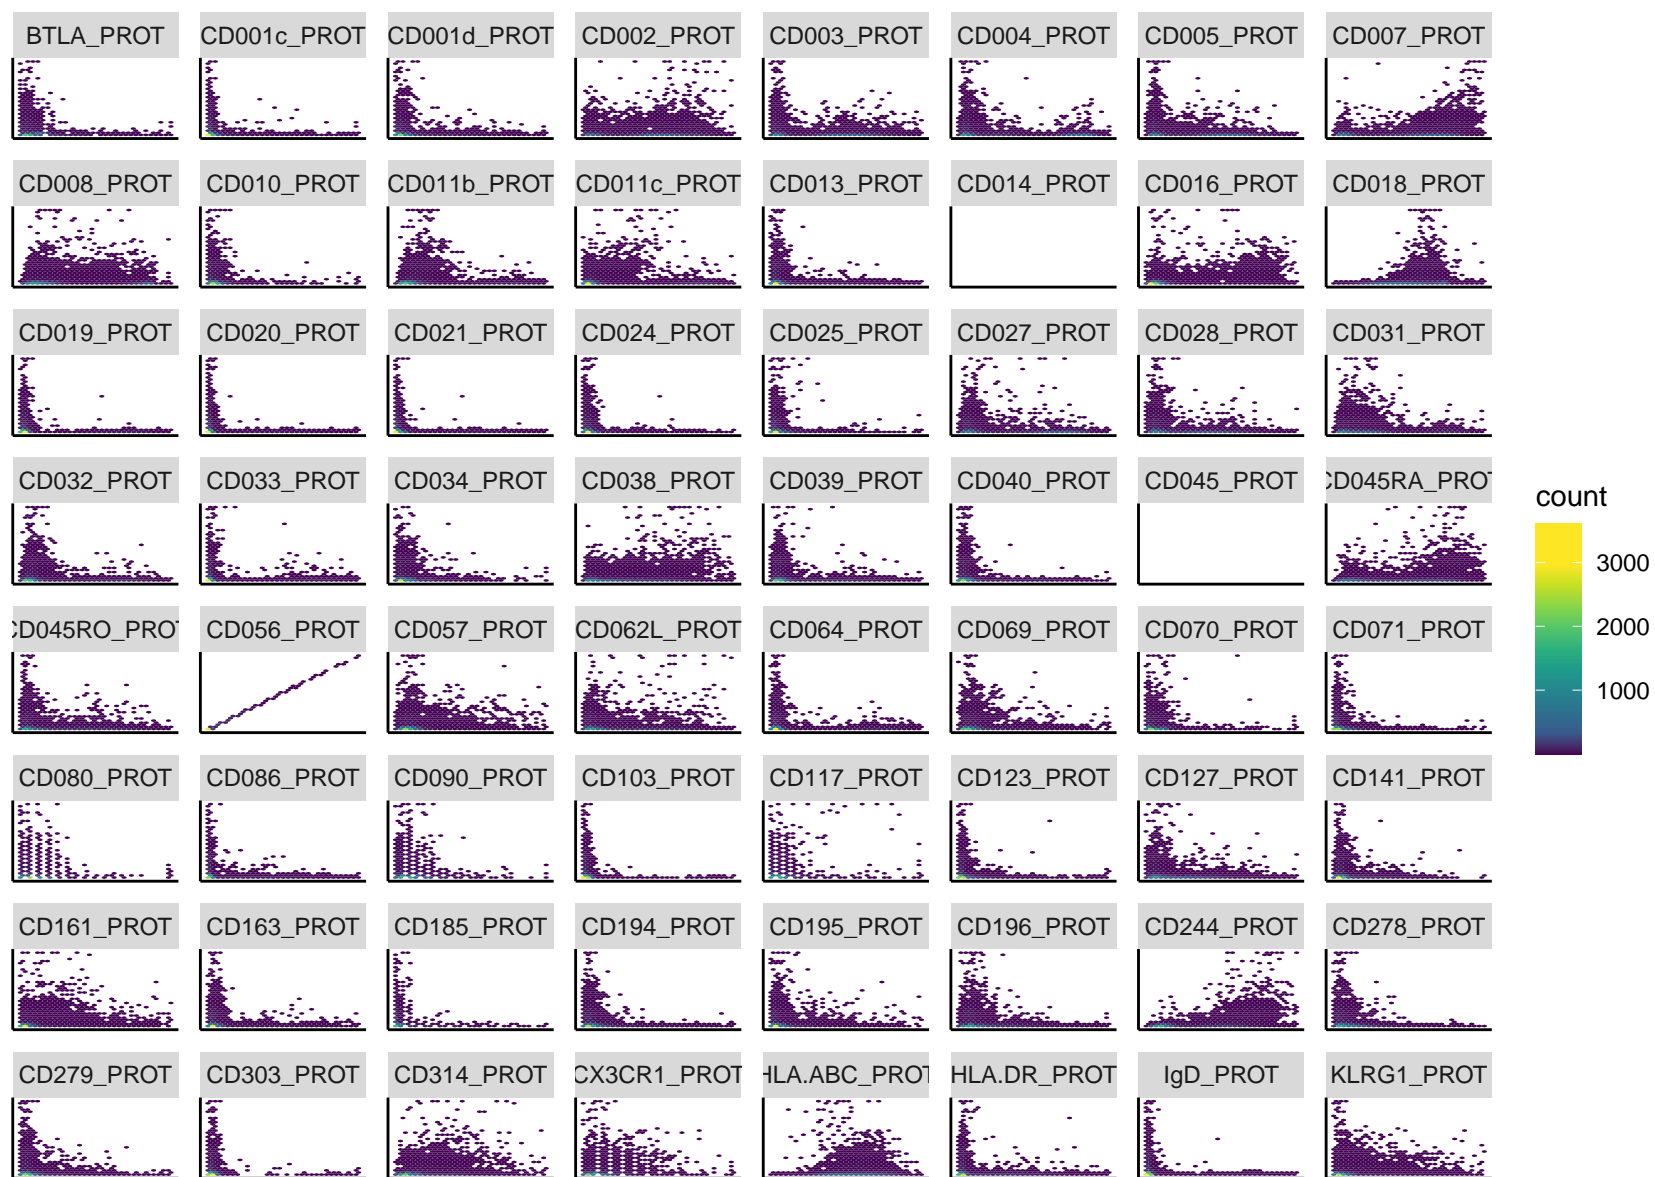 BTLA_PROT CD001c_PROT CD001d_PROT CD002_PROT CD003_PROT CD004_PROT CD005_PROT CD007_PROT
CD008_PROT CD010_PROT CD011b_PROT CD011c_PROT CD013_PROT CD014_PROT CD016_PROT CD018_PROT
CD019_PROT CD020_PROT CD021_PROT CD024_PROT CD025_PROT CD027_PROT CD028_PROT CD031_PROT
CD032_PROT CD033_PROT CD034_PROT CD038_PROT CD039_PROT CD040_PROT CD045_PROT CD045RA_PROT
count
3000
2000
1000
CD045RO_PROT CD056_PROT CD057_PROT CD062L_PROT CD064_PROT CD069_PROT CD070_PROT CD071_PROT
CD080_PROT CD086_PROT CD090_PROT CD103_PROT CD117_PROT CD123_PROT CD127_PROT CD141_PROT
CD161_PROT CD163_PROT CD185_PROT CD194_PROT CD195_PROT CD196_PROT CD244_PROT CD278_PROT
CD279_PROT CD303_PROT CD314_PROT CX3CR1_PROT HLA.ABC_PROT HLA.DR_PROT IgD_PROT KLRG1_PROT